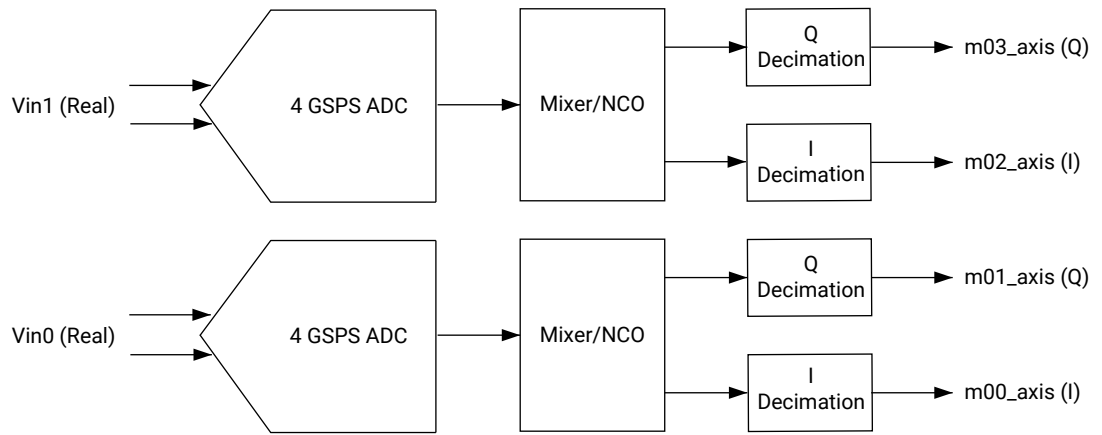 Q
Decimation
m03_axis (Q)
Vin1 (Real)
4 GSPS ADC
Mixer/NCO
I
Decimation
m02_axis (I)
Q
Decimation
m01_axis (Q)
Vin0 (Real)
4 GSPS ADC
Mixer/NCO
I
Decimation
m00_axis (I)